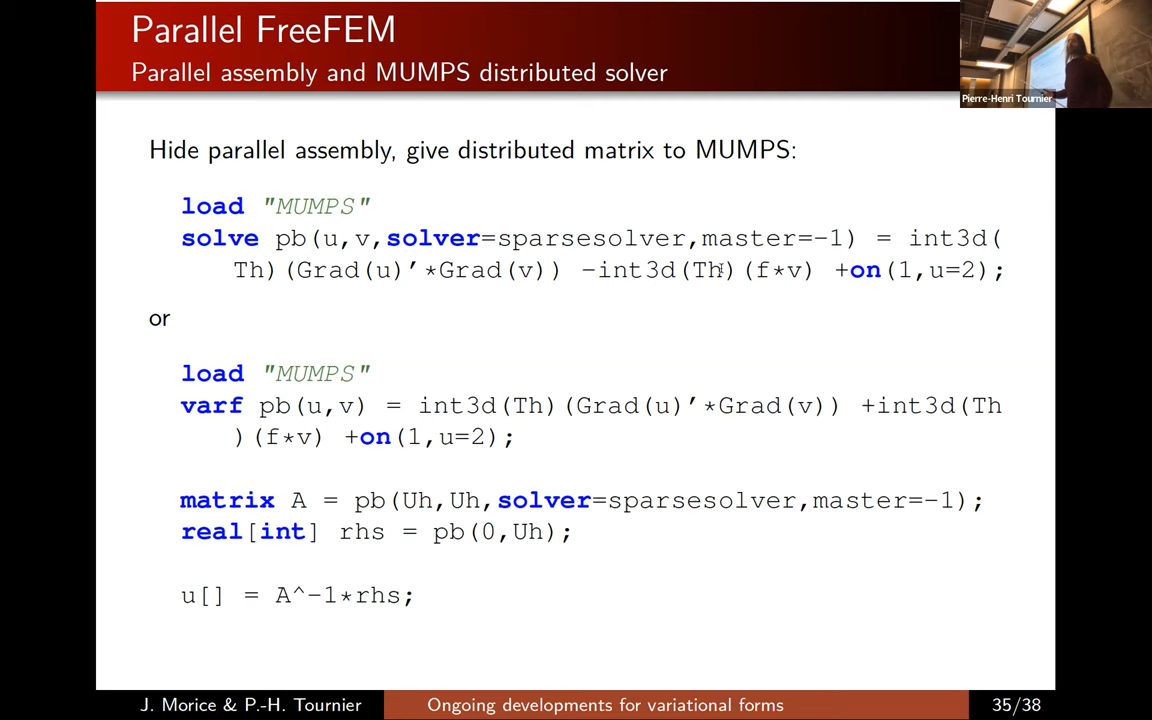 Parallel FreeFEM
Parallel assembly and MUMPS distributed solver
Pierre-Henri Tournier
Hide parallel assembly, give distributed matrix to MUMPS:
load "MUMPS"
solve pb(u,v,solver=sparsesolver,master=-1) = int3d(
Th)(Grad(u)'*Grad(v)) -int3d(Th)(f*v) +on(1,u=2);
or
load "MUMPS"
varf pb(u,v) = int3d(Th)(Grad(u)'*Grad(v)) +int3d(Th
)(f*v) +on(1,u=2);
matrix A = pb(Uh,Uh,solver=sparsesolver,master=-1);
real[int] rhs = pb(0,Uh);
u[] = A^-1*rhs;
J. Morice & P.-H. Tournier
Ongoing developments for variational forms
35/38